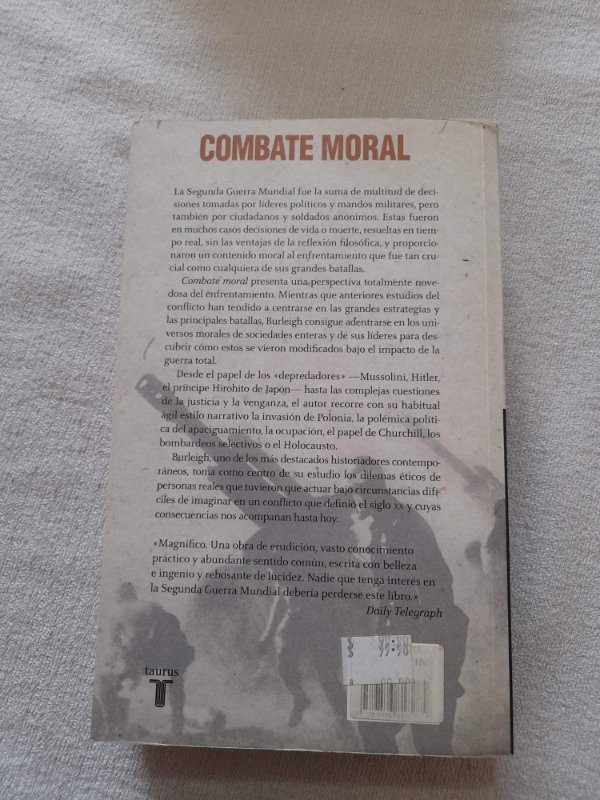 COMBATE MORAL
La Segunda Guerra Mundial fue la suma de multitud de deci-
siones tomadas por líderes políticos y mandos militares, pero
también por ciudadanos y soldados anónimos. Estas fueron
en muchos casos decisiones de vida o muerte, resueltas en tiem-
po real, sin las ventajas de la reflexión filosófica, y proporcio-
naron un contenido moral al enfrentamiento que fue tan cru-
cial como cualquiera de sus grandes batallas.
Combate moral presenta una perspectiva totalmente nove-
dosa del enfrentamiento. Mientras que anteriores estudios del
conflicto han tendido a centrarse en las grandes estrategias y
las principales batallas, Burleigh consigue adentrarse en los uni-
versos morales de sociedades enteras y de sus líderes para des-
cubrir cómo estos se vieron modificados bajo el impacto de la
guerra total.
Desde el papel de los «depredadores» —Mussolini, Hitler,
el príncipe Hirohito de Japón— hasta las complejas cuestiones
de la justicia y la venganza, el autor recorre con su habitual
ágil estilo narrativo la invasión de Polonia, la polémica políti-
ca del apaciguamiento, la ocupación, el papel de Churchill, los
bombardeos selectivos o el Holocausto.
Burleigh, uno de los más destacados historiadores contempo-
ráneos, toma como centro de su estudio los dilemas éticos de
personas reales que tuvieron que actuar bajo circunstancias difí-
ciles de imaginar en un conflicto que definió el siglo XX y cuyas
consecuencias nos acompañan hasta hoy.
«Magnífico. Una obra de erudición, vasto conocimiento
práctico y abundante sentido común, escrita con belleza
e ingenio y rebosante de lucidez. Nadie que tenga interés en
la Segunda Guerra Mundial debería perderse este libro.»
Daily Telegraph
taurus